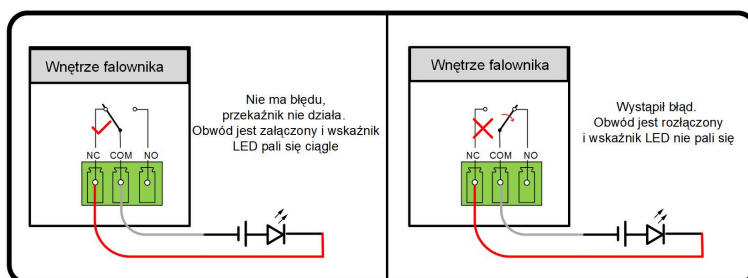 Wnętrze falownika
Nie ma błędu,
przekaźnik nie działa.
Obwód jest załączony i wskaźnik
LED pali się ciągle
NC COM NO
Wnętrze falownika
Wystąpił błąd.
Obwód jest rozłączony
i wskaźnik LED nie pali się
NC COM NO